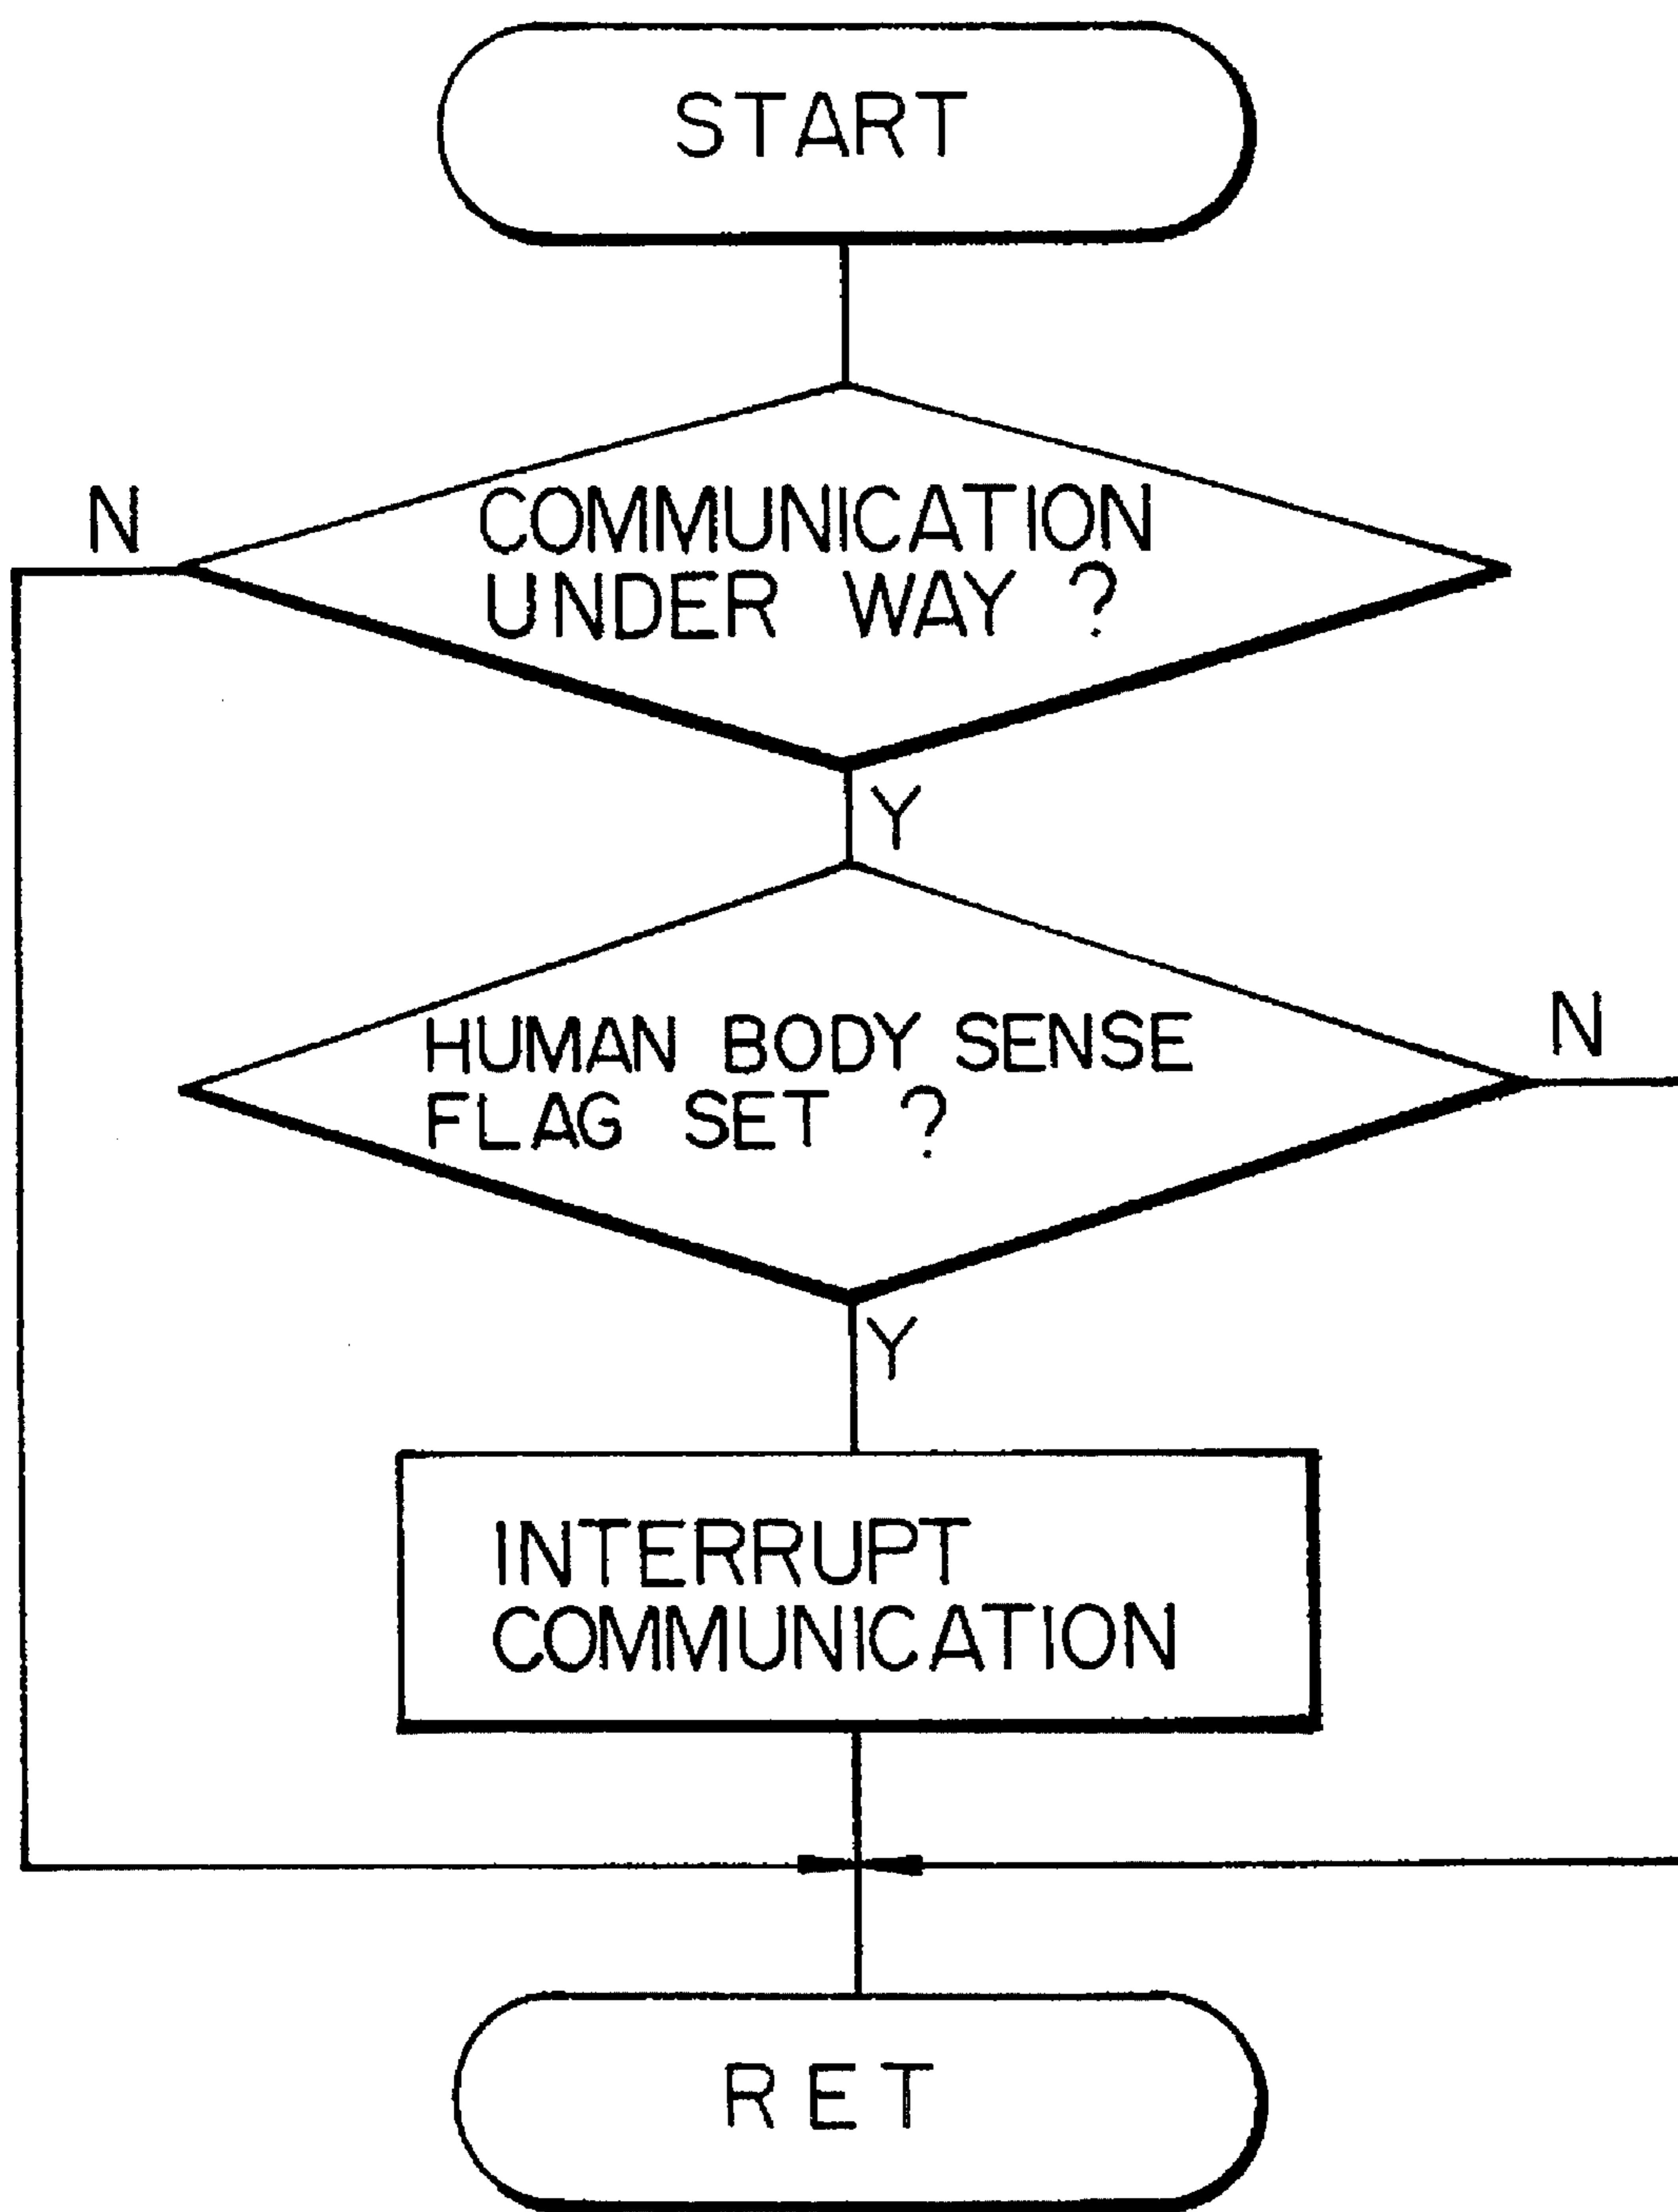 START
N
COMMUNICATION
UNDER WAY ?
Y
HUMAN BODY SENSE
FLAG SET ?
N
Y
INTERRUPT
COMMUNICATION
RET